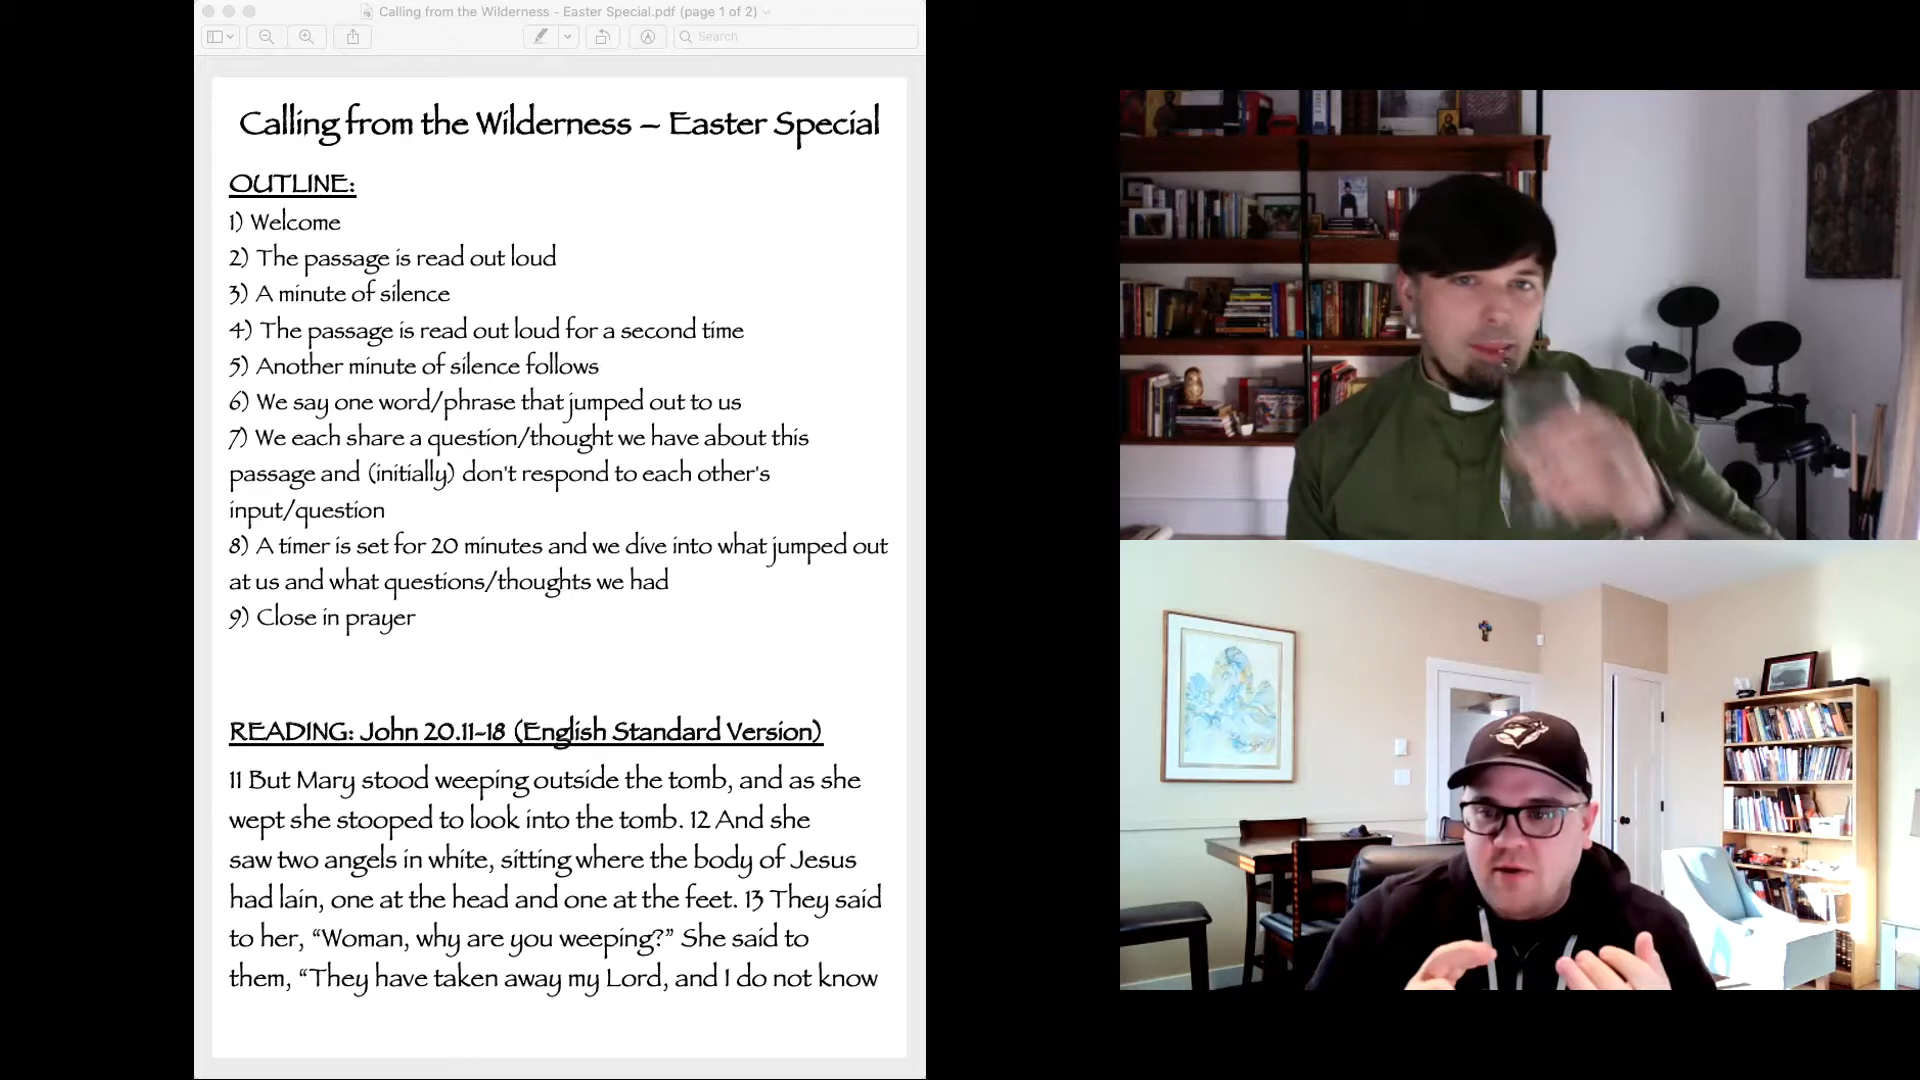 Calling from the Wilderness - Easter Special.pdf (page 1 of 2)
Search
Calling from the Wilderness – Easter Special
OUTLINE:
1) Welcome
2) The passage is read out loud
3) A minute of silence
4) The passage is read out loud for a second time
5) Another minute of silence follows
6) We say one word/phrase that jumped out to us
7) We each share a question/thought we have about this
passage and (initially) don't respond to each other's
input/question
8) A timer is set for 20 minutes and we dive into what jumped out
at us and what questions/thoughts we had
9) Close in prayer
READING: John 20.11-18 (English Standard Version)
11 But Mary stood weeping outside the tomb, and as she
wept she stooped to look into the tomb. 12 And she
saw two angels in white, sitting where the body of Jesus
had lain, one at the head and one at the feet. 13 They said
to her, “Woman, why are you weeping?” She said to
them, “They have taken away my Lord, and I do not know